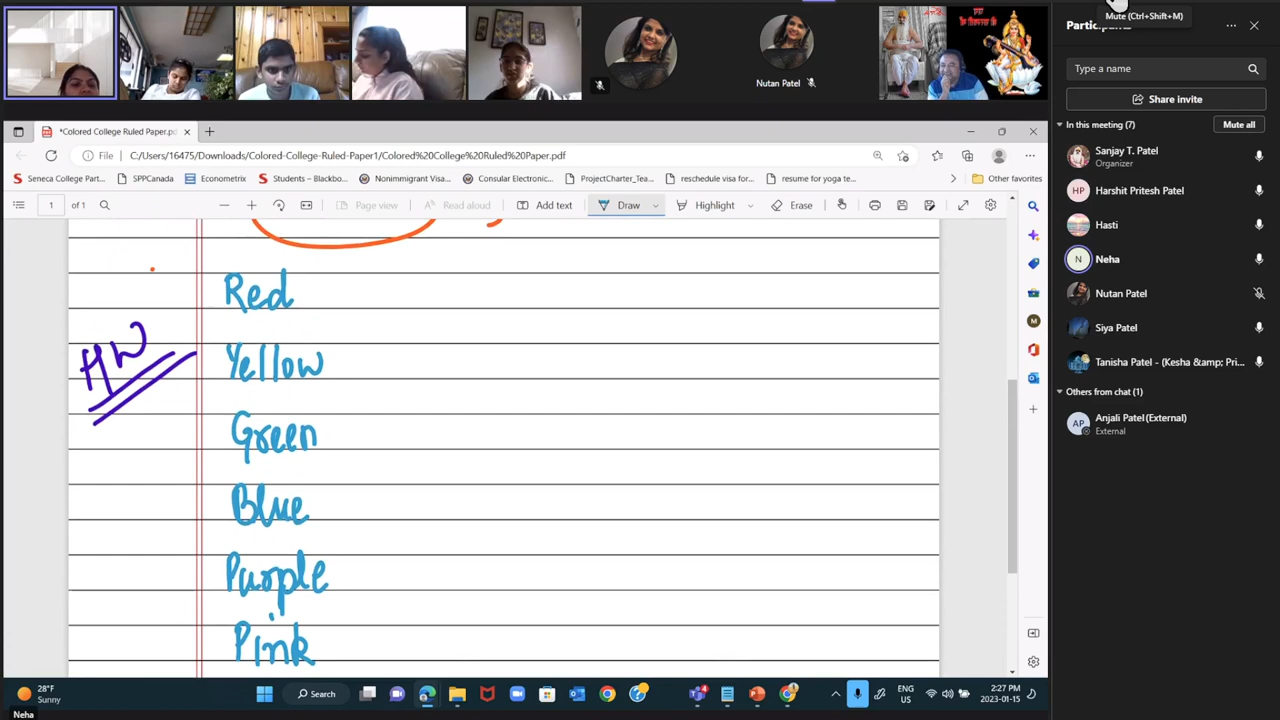 Mute (Ctrl+Shift+M)
Nutan Patel
Participants
Type a name
Share invite
In this meeting (7)
Mute all
Sanjay T. Patel
Organizer
HP
Harshit Pritesh Patel
Hasti
N
Neha
Nutan Patel
Siya Patel
Tanisha Patel - (Kesha &amp; Pri...
Others from chat (1)
AP
Anjali Patel (External)
External
*Colored College Ruled Paper.pd
File
C:/Users/16475/Downloads/Colored-College-Ruled-Paper1/Colored%20College%20Ruled%20Paper.pdf
Seneca College Part...
SPPCanada
Econometrix
Students – Blackbo...
Nonimmigrant Visa...
Consular Electronic...
ProjectCharter_Tea...
reschedule visa for...
resume for yoga te...
Other favorites
1 of 1
Page view
Read aloud
Add text
Draw
Highlight
Erase
HW
Red
Yellow
Green
Blue
Purple
Pink
28°F
Sunny
Search
ENG
US
2:27 PM
2023-01-15
Neha